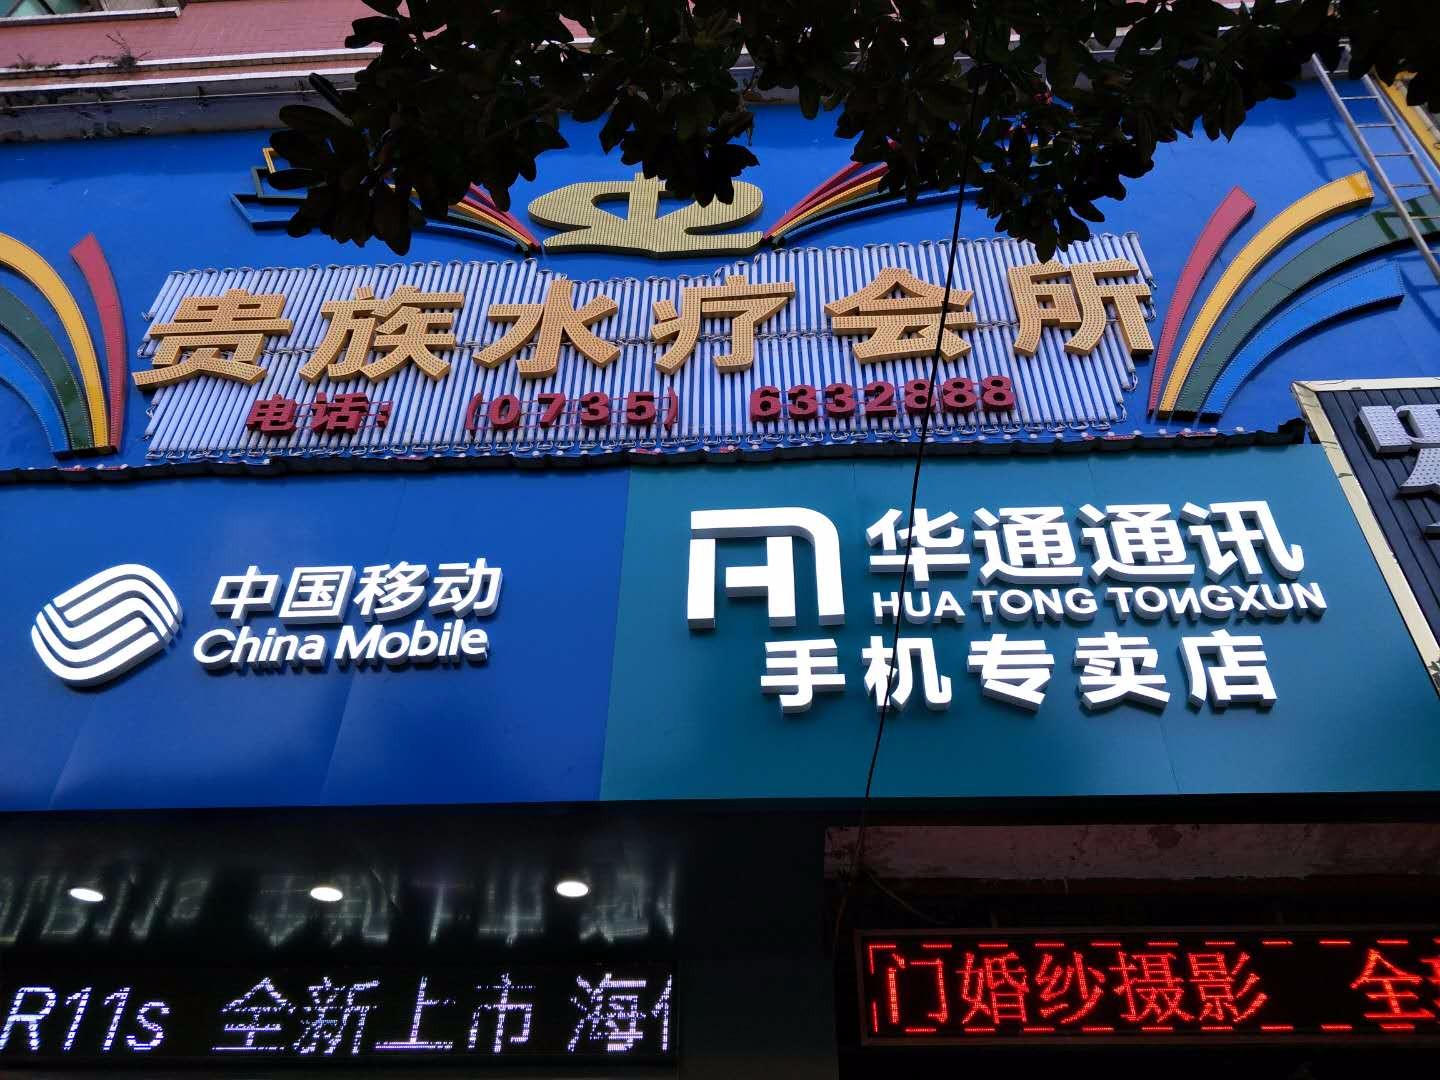 贵族水疗会所
电话: (0735) 6332888
中国移动
China Mobile
华通通讯
HUA TONG TONGXUN
手机专卖店
R11s 全新上市 海
门婚纱摄影 全